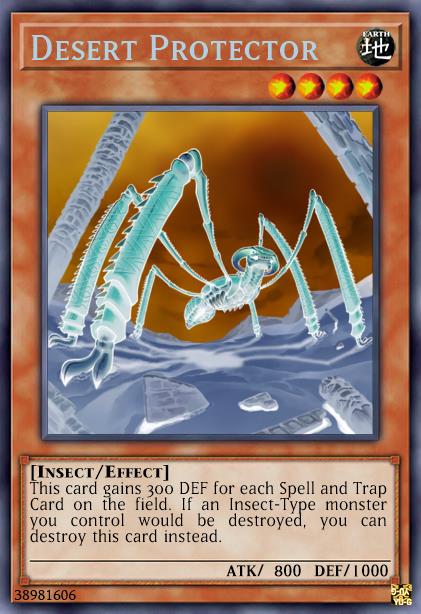 Desert Protector
EARTH
地
[Insect/Effect]
This card gains 300 DEF for each Spell and Trap
Card on the field. If an Insect-Type monster
you control would be destroyed, you can
destroy this card instead.
ATK/ 800 DEF/1000
38981606